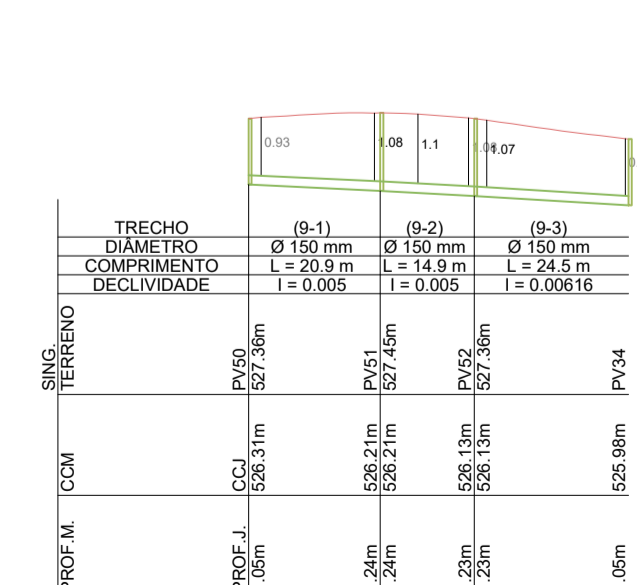 0.93
1.08
1.1
1.07
TRECHO (9-1) (9-2) (9-3)
DIÂMETRO Ø 150 mm Ø 150 mm Ø 150 mm
COMPRIMENTO L = 20.9 m L = 14.9 m L = 24.5 m
DECLIVIDADE I = 0.005 I = 0.005 I = 0.00616
SING.
TERRENO PV50 527.36m PV51 527.45m PV52 527.36m PV34
CCM CCJ 526.31m 526.21m 526.21m 526.13m 526.13m 525.98m
PROF.M. PROF.J. .05m .24m .24m .23m .23m .05m